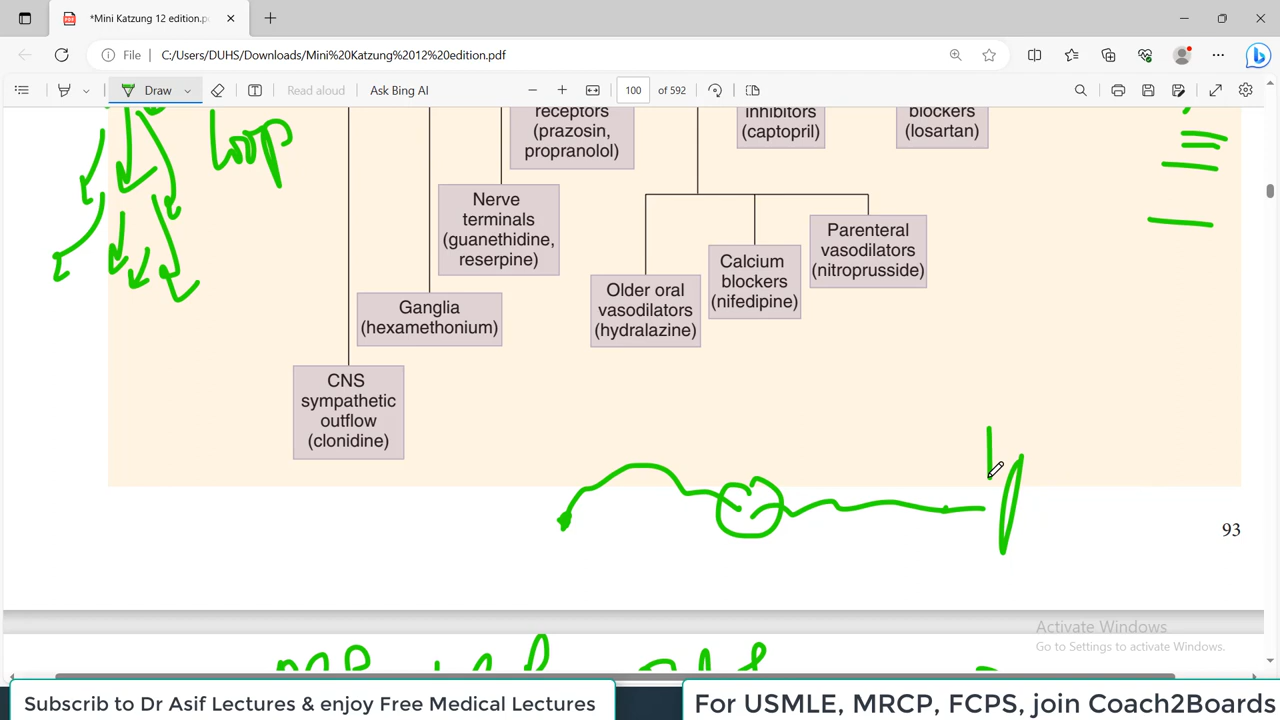 *Mini Katzung 12 edition.p
File
C:/Users/DUHS/Downloads/Mini%20Katzung%2012%20edition.pdf
Draw
Read aloud
Ask Bing AI
100
of 592
loop
receptors
(prazosin,
propranolol)
inhibitors
(captopril)
blockers
(losartan)
Nerve
terminals
(guanethidine,
reserpine)
Parenteral
vasodilators
(nitroprusside)
Calcium
blockers
(nifedipine)
Older oral
vasodilators
(hydralazine)
Ganglia
(hexamethonium)
CNS
sympathetic
outflow
(clonidine)
93
Activate Windows
Go to Settings to activate Windows.
Subscrib to Dr Asif Lectures & enjoy Free Medical Lectures
For USMLE, MRCP, FCPS, join Coach2Boards